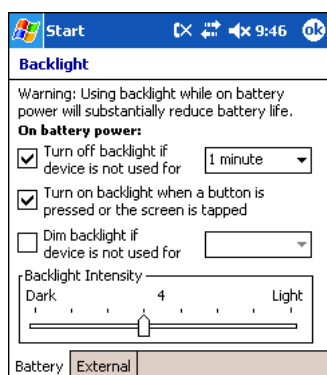 Start 9:46 ok
Backlight
Warning: Using backlight while on battery
power will substantially reduce battery life.
On battery power:
Turn off backlight if
device is not used for 1 minute
Turn on backlight when a button is
pressed or the screen is tapped
Dim backlight if
device is not used for
Backlight Intensity
Dark 4 Light
Battery External